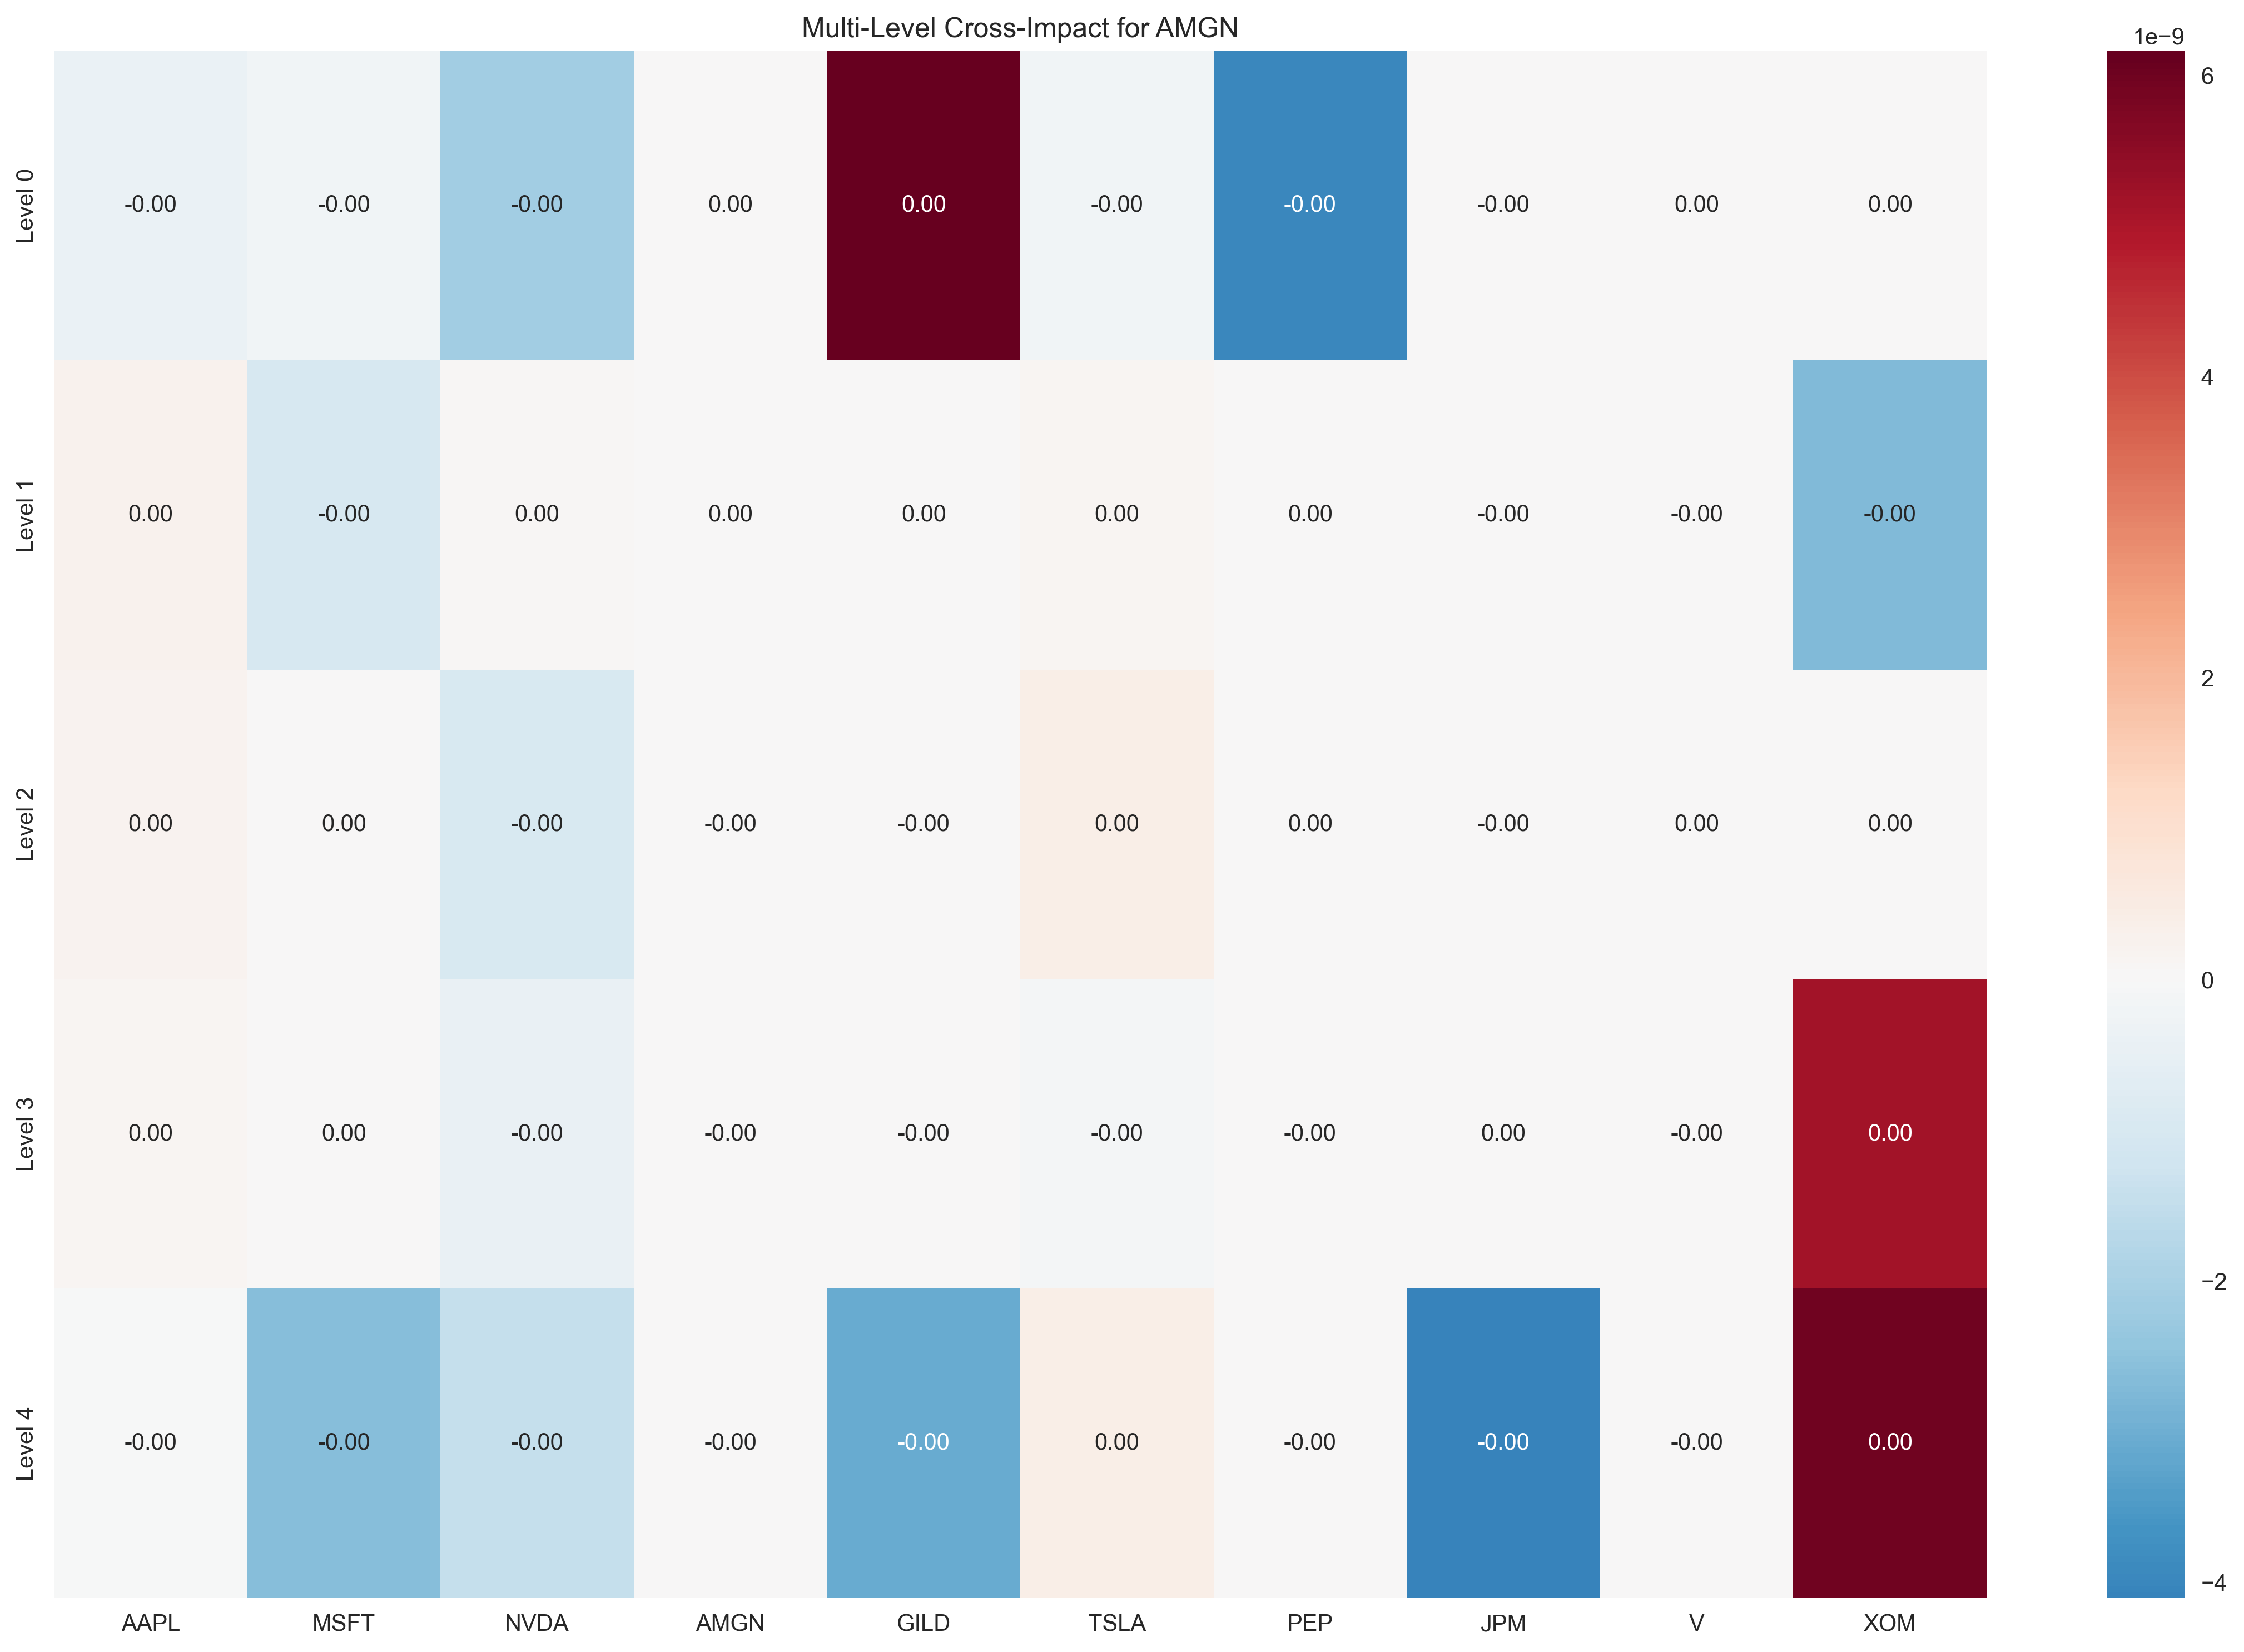 Multi-Level Cross-Impact for AMGN
1e−9
Level 0 -0.00 -0.00 -0.00 0.00 0.00 -0.00 -0.00 -0.00 0.00 0.00
Level 1 0.00 -0.00 0.00 0.00 0.00 0.00 0.00 -0.00 -0.00 -0.00
Level 2 0.00 0.00 -0.00 -0.00 -0.00 0.00 0.00 -0.00 0.00 0.00
Level 3 0.00 0.00 -0.00 -0.00 -0.00 -0.00 -0.00 0.00 -0.00 0.00
Level 4 -0.00 -0.00 -0.00 -0.00 -0.00 0.00 -0.00 -0.00 -0.00 0.00
AAPL MSFT NVDA AMGN GILD TSLA PEP JPM V XOM
6
4
2
0
−2
−4